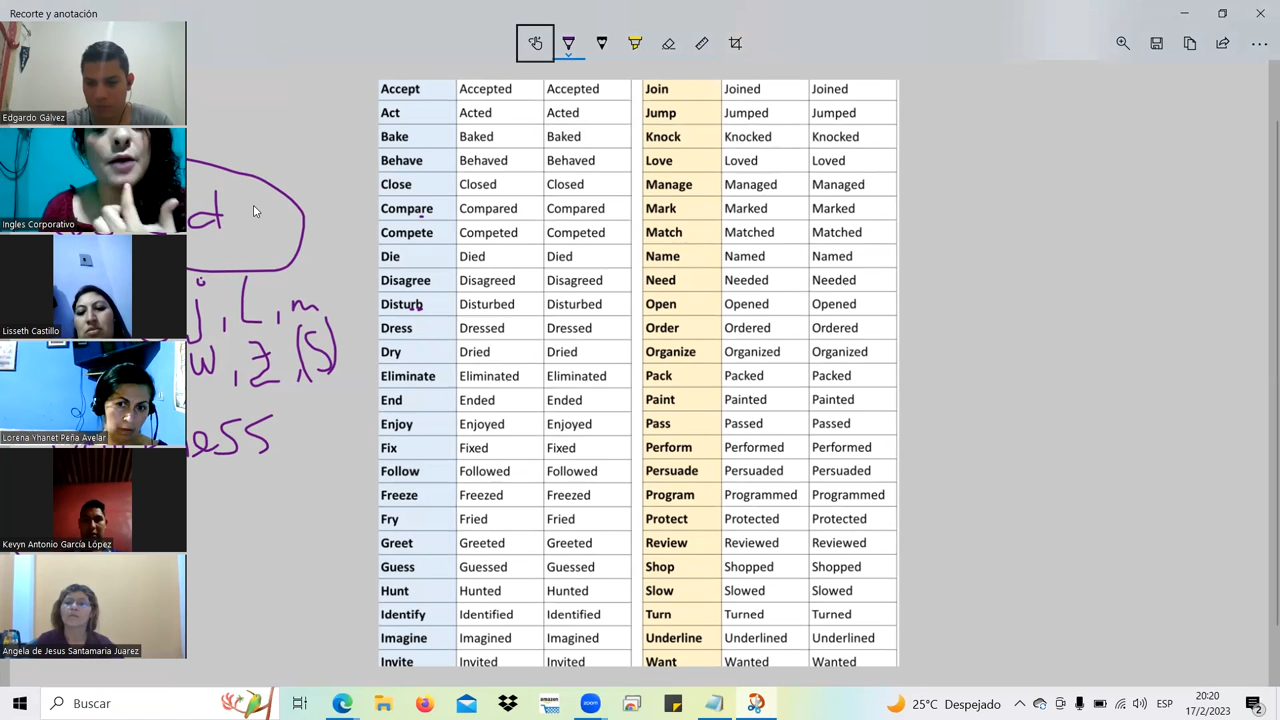 Recorte y anotación
Edgardo Gálvez
Ingles Corporativo
Lisseth Castillo
Lorena Yhanet Peña Avelar
Kevyn Antonio García López
Angela de Jesus Santamaria Juarez
d
j, L, m
w, Z, (S)
ess
Accept Accepted Accepted Join Joined Joined
Act Acted Acted Jump Jumped Jumped
Bake Baked Baked Knock Knocked Knocked
Behave Behaved Behaved Love Loved Loved
Close Closed Closed Manage Managed Managed
Compare Compared Compared Mark Marked Marked
Compete Competed Competed Match Matched Matched
Die Died Died Name Named Named
Disagree Disagreed Disagreed Need Needed Needed
Disturb Disturbed Disturbed Open Opened Opened
Dress Dressed Dressed Order Ordered Ordered
Dry Dried Dried Organize Organized Organized
Eliminate Eliminated Eliminated Pack Packed Packed
End Ended Ended Paint Painted Painted
Enjoy Enjoyed Enjoyed Pass Passed Passed
Fix Fixed Fixed Perform Performed Performed
Follow Followed Followed Persuade Persuaded Persuaded
Freeze Freezed Freezed Program Programmed Programmed
Fry Fried Fried Protect Protected Protected
Greet Greeted Greeted Review Reviewed Reviewed
Guess Guessed Guessed Shop Shopped Shopped
Hunt Hunted Hunted Slow Slowed Slowed
Identify Identified Identified Turn Turned Turned
Imagine Imagined Imagined Underline Underlined Underlined
Invite Invited Invited Want Wanted Wanted
Buscar
amazon
zoom
25°C Despejado
ESP
20:20
17/2/2023
2